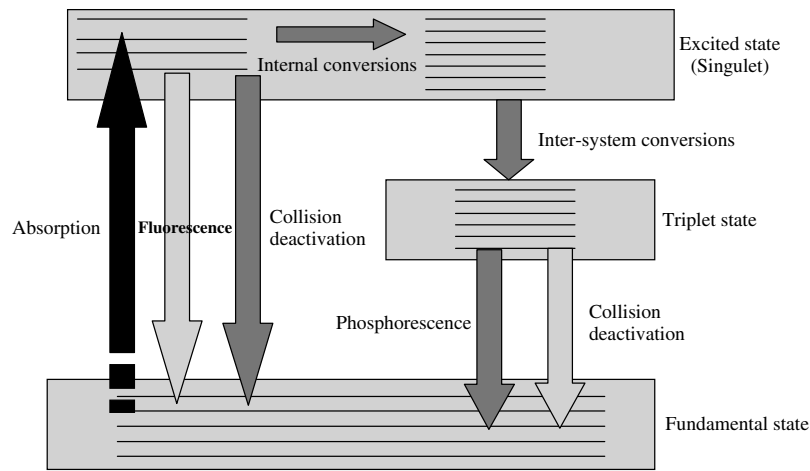 Excited state
(Singulet)
Internal conversions
Inter-system conversions
Absorption
Fluorescence
Collision
deactivation
Triplet state
Phosphorescence
Collision
deactivation
Fundamental state